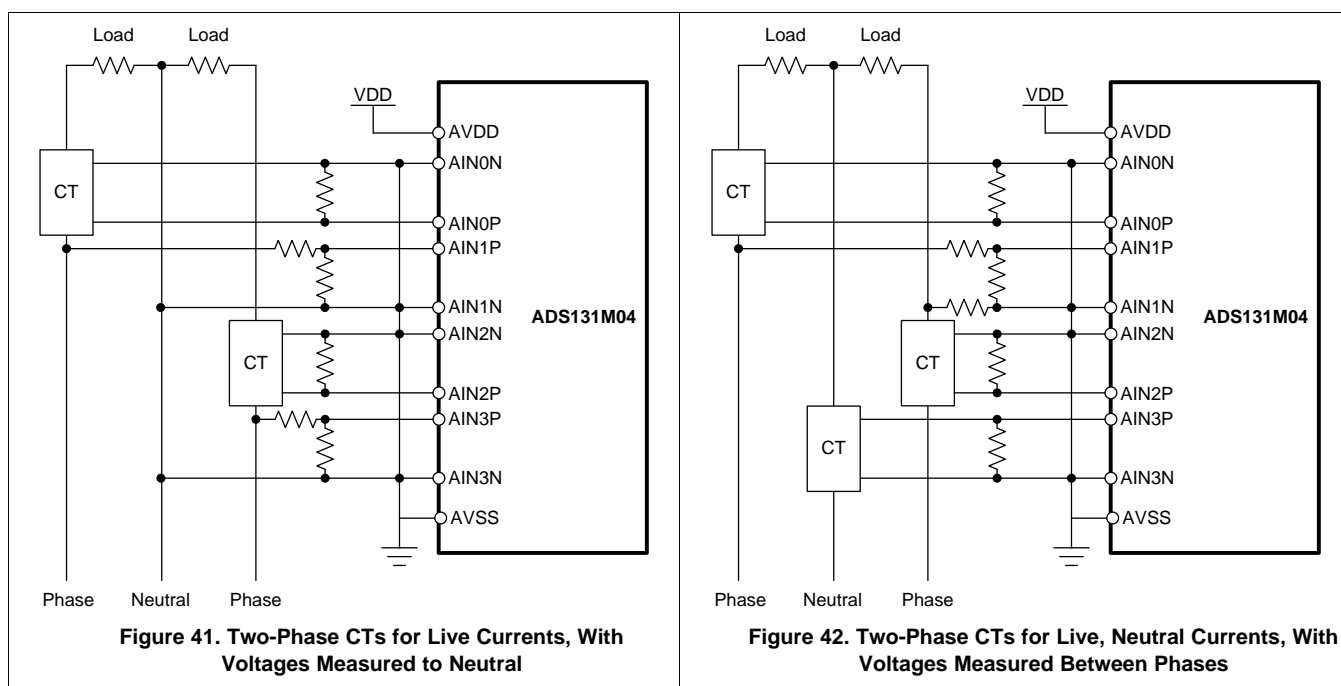 Load Load
VDD
AVDD
AIN0N
CT
AIN0P
AIN1P
AIN1N
ADS131M04
AIN2N
CT
AIN2P
AIN3P
AIN3N
AVSS
Phase Neutral Phase
Figure 41. Two-Phase CTs for Live Currents, With
Voltages Measured to Neutral
Load Load
VDD
AVDD
AIN0N
CT
AIN0P
AIN1P
AIN1N
ADS131M04
AIN2N
CT
AIN2P
AIN3P
CT
AIN3N
AVSS
Phase Neutral Phase
Figure 42. Two-Phase CTs for Live, Neutral Currents, With
Voltages Measured Between Phases